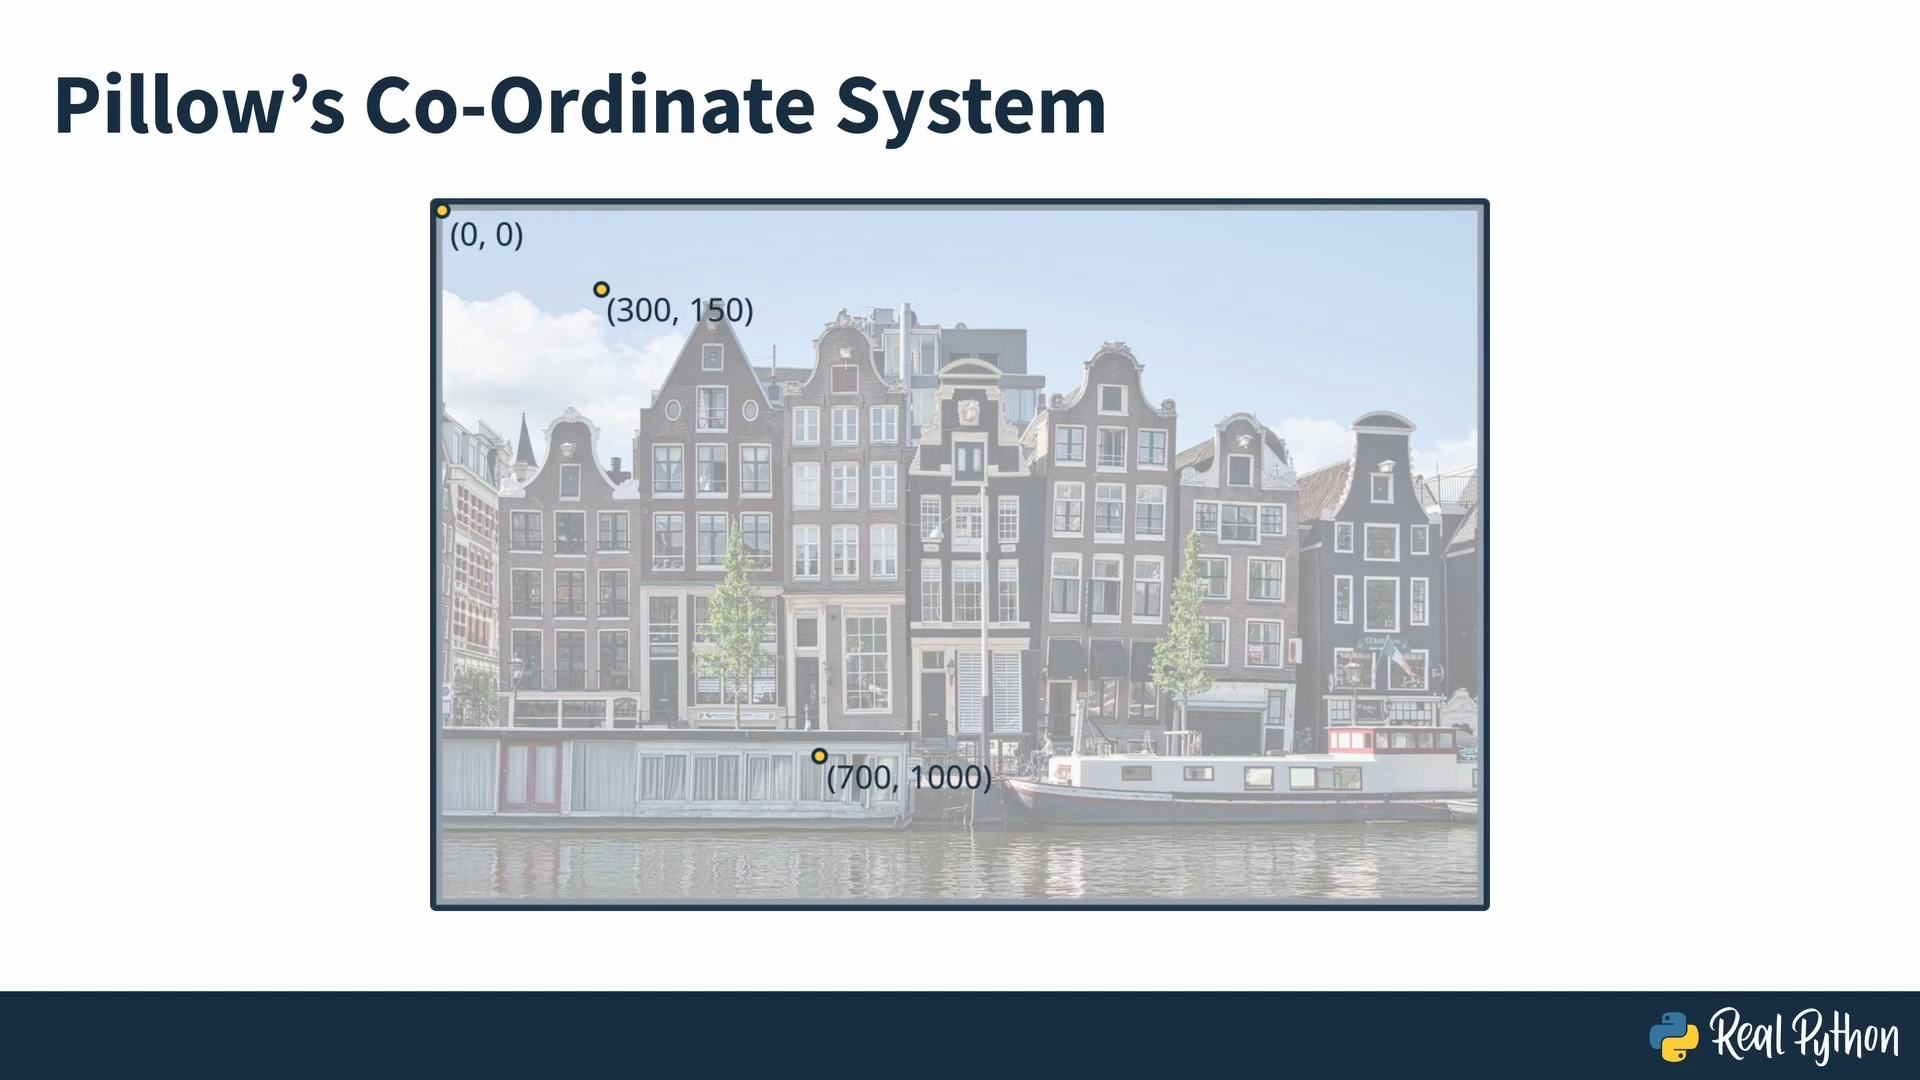 Pillow’s Co-Ordinate System
(0, 0)
(300, 150)
(700, 1000)
Real Python